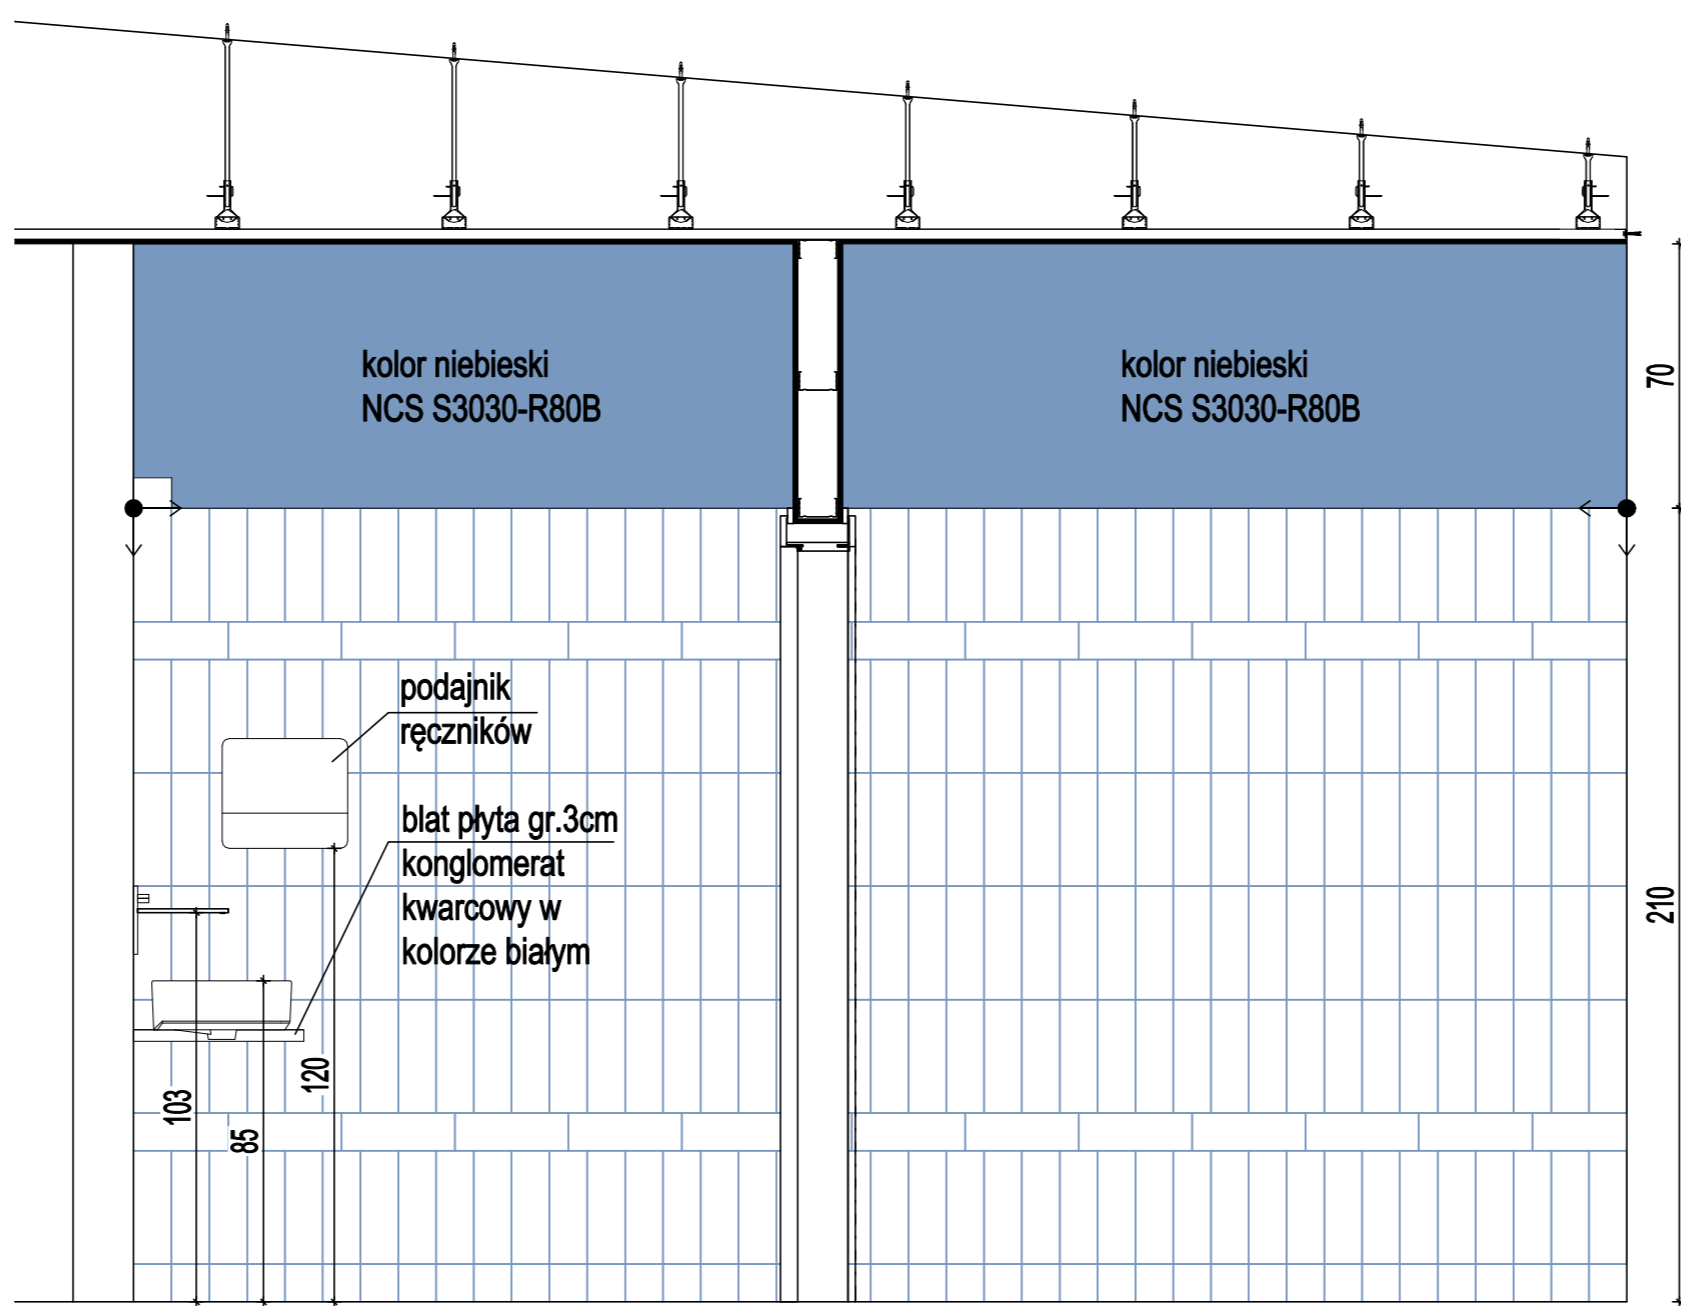 kolor niebieski
NCS S3030-R80B
kolor niebieski
NCS S3030-R80B
70
podajnik
ręczników
blat płyta gr.3cm
konglomerat
kwarcowy w
kolorze białym
210
103
85
120